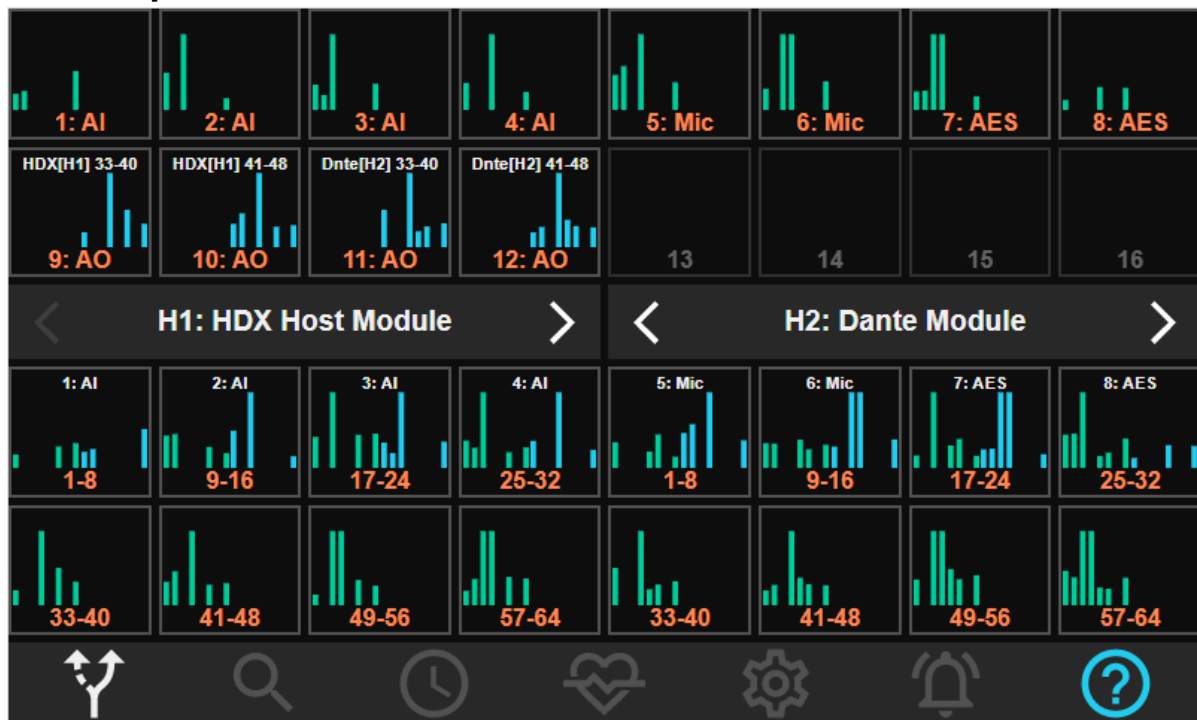 1: AI
2: AI
3: AI
4: AI
5: Mic
6: Mic
7: AES
8: AES
HDX[H1] 33-40
HDX[H1] 41-48
Dnte[H2] 33-40
Dnte[H2] 41-48
9: AO
10: AO
11: AO
12: AO
13
14
15
16
H1: HDX Host Module
H2: Dante Module
1: AI
2: AI
3: AI
4: AI
5: Mic
6: Mic
7: AES
8: AES
1-8
9-16
17-24
25-32
1-8
9-16
17-24
25-32
33-40
41-48
49-56
57-64
33-40
41-48
49-56
57-64
?